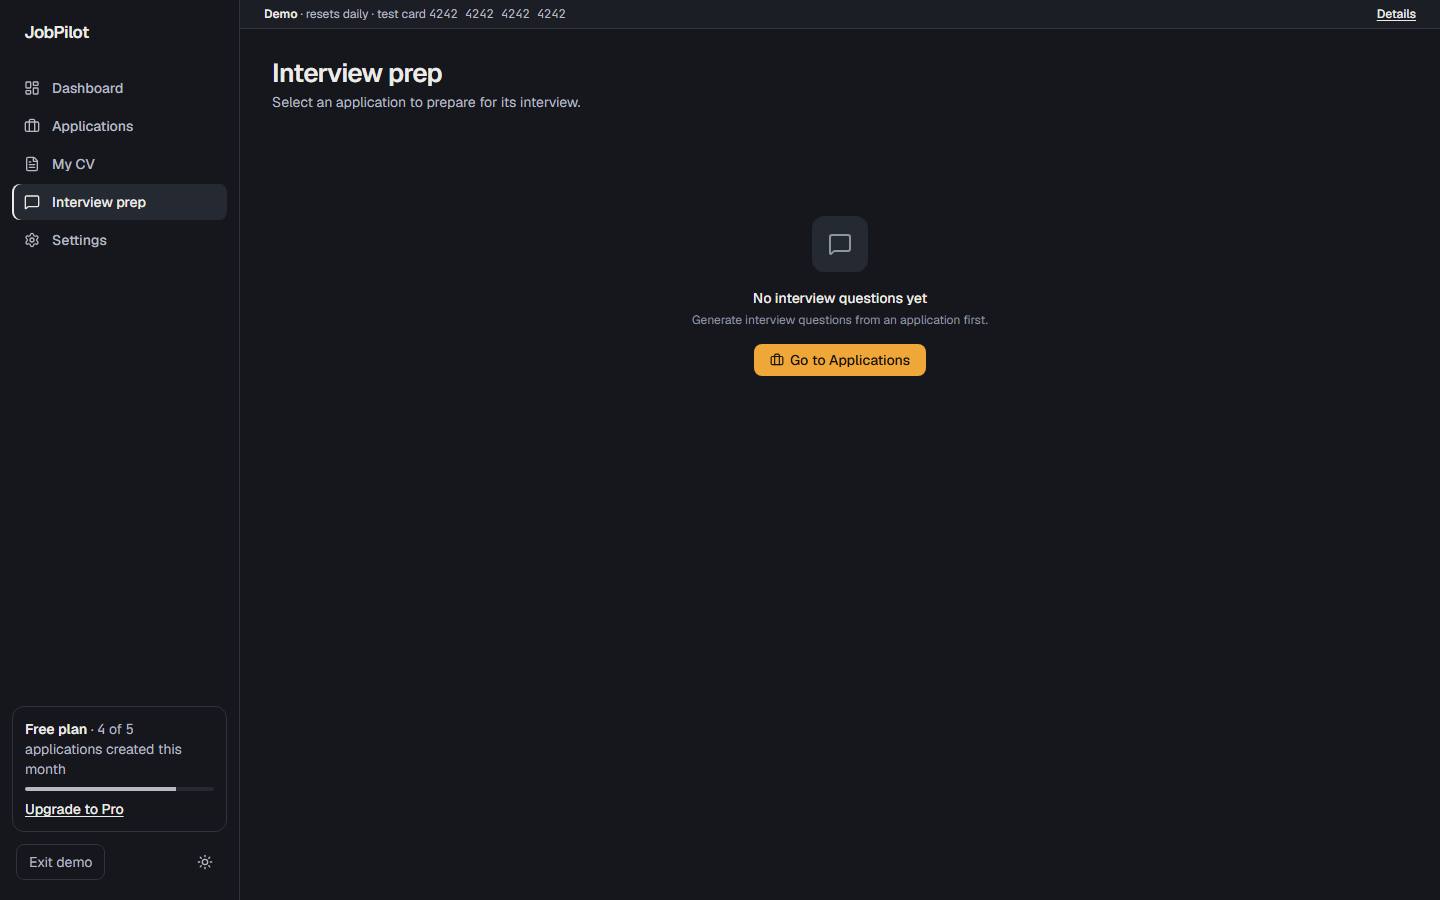 JobPilot
Dashboard
Applications
My CV
Interview prep
Settings
Free plan · 4 of 5
applications created this
month
Upgrade to Pro
Exit demo
Demo · resets daily · test card 4242 4242 4242 4242
Details
Interview prep
Select an application to prepare for its interview.
No interview questions yet
Generate interview questions from an application first.
Go to Applications